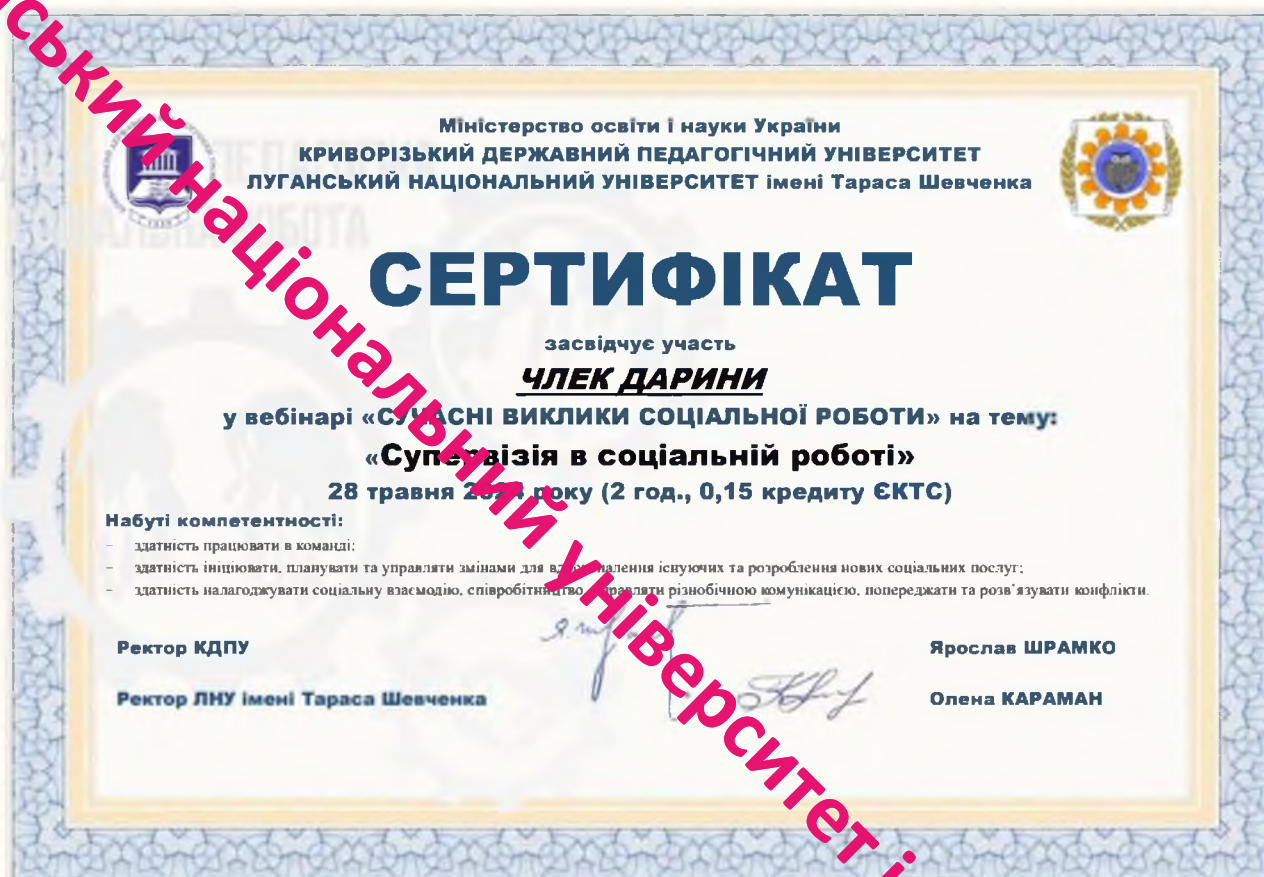 Міністерство освіти і науки України
КРИВОРІЗЬКИЙ ДЕРЖАВНИЙ ПЕДАГОГІЧНИЙ УНІВЕРСИТЕТ
ЛУГАНСЬКИЙ НАЦІОНАЛЬНИЙ УНІВЕРСИТЕТ імені Тараса Шевченка
СЕРТИФІКАТ
засвідчує участь
ЧЛЕК ДАРИНИ
у вебінарі «СУЧАСНІ ВИКЛИКИ СОЦІАЛЬНОЇ РОБОТИ» на тему:
«Супервізія в соціальній роботі»
28 травня 2024 року (2 год., 0,15 кредиту ЄКТС)
Набуті компетентності:
- здатність працювати в команді;
- здатність ініціювати, планувати та управляти змінами для вдосконалення існуючих та розроблення нових соціальних послуг;
- здатність налагоджувати соціальну взаємодію, співробітництво, управляти різнобічною комунікацією, попереджати та розв'язувати конфлікти.
Ректор КДПУ Ярослав ШРАМКО
Ректор ЛНУ імені Тараса Шевченка Олена КАРАМАН
ський національний університет і